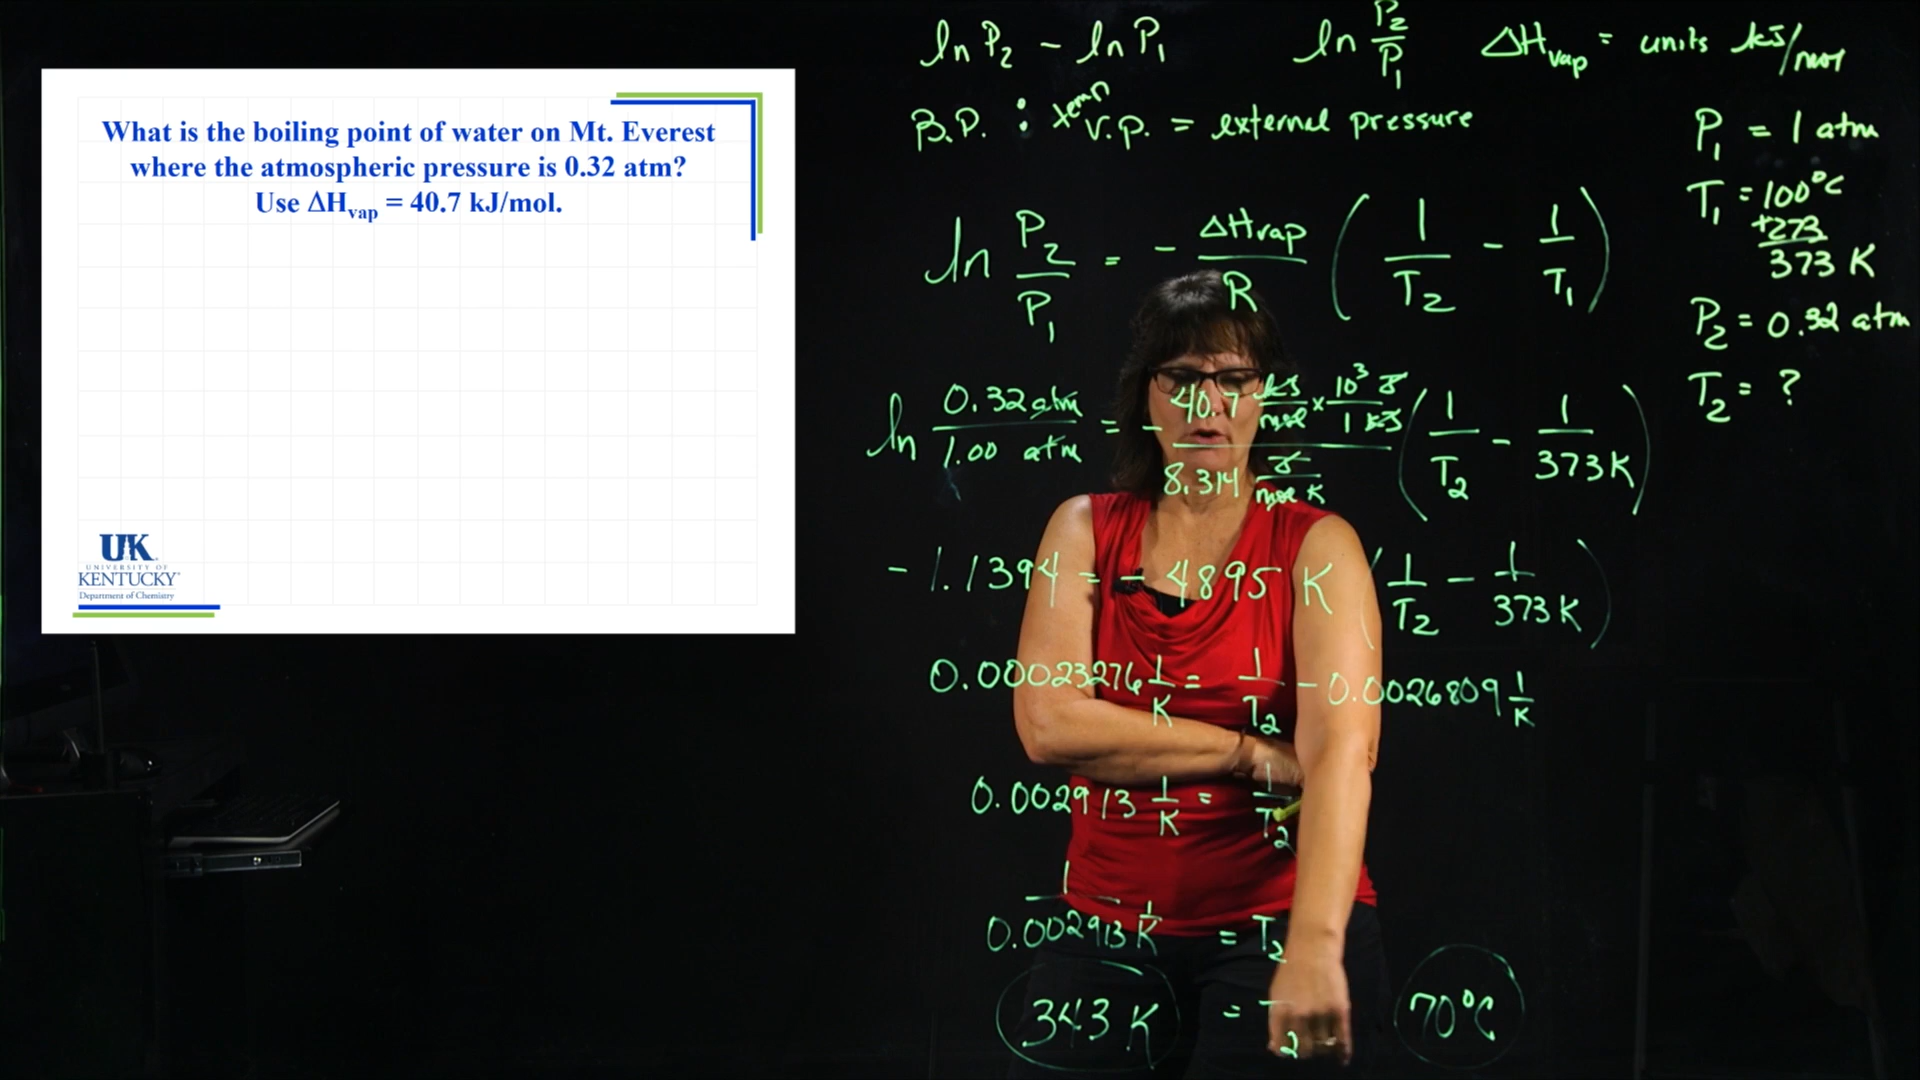 What is the boiling point of water on Mt. Everest
where the atmospheric pressure is 0.32 atm?
Use ΔHvap = 40.7 kJ/mol.
UK
UNIVERSITY OF
KENTUCKY
Department of Chemistry
ln P₂ - ln P₁ ln P₂/P₁ ΔHvap = units kJ/mol
B.P. : temp V.P. = external pressure
P₁ = 1 atm
T₁ = 100°C
+273
373 K
P₂ = 0.32 atm
T₂ = ?
ln P₂/P₁ = - ΔHvap/R (1/T₂ - 1/T₁)
ln 0.32 atm/1.00 atm = - 40.7 kJ/mol × 10³ J/1 kJ / 8.314 J/mol K (1/T₂ - 1/373 K)
-1.1394 = - 4895 K (1/T₂ - 1/373 K)
0.00023276 1/K = 1/T₂ - 0.0026809 1/K
0.002913 1/K = 1/T₂
1/0.002913 1/K = T₂
343 K = T₂ 70°C